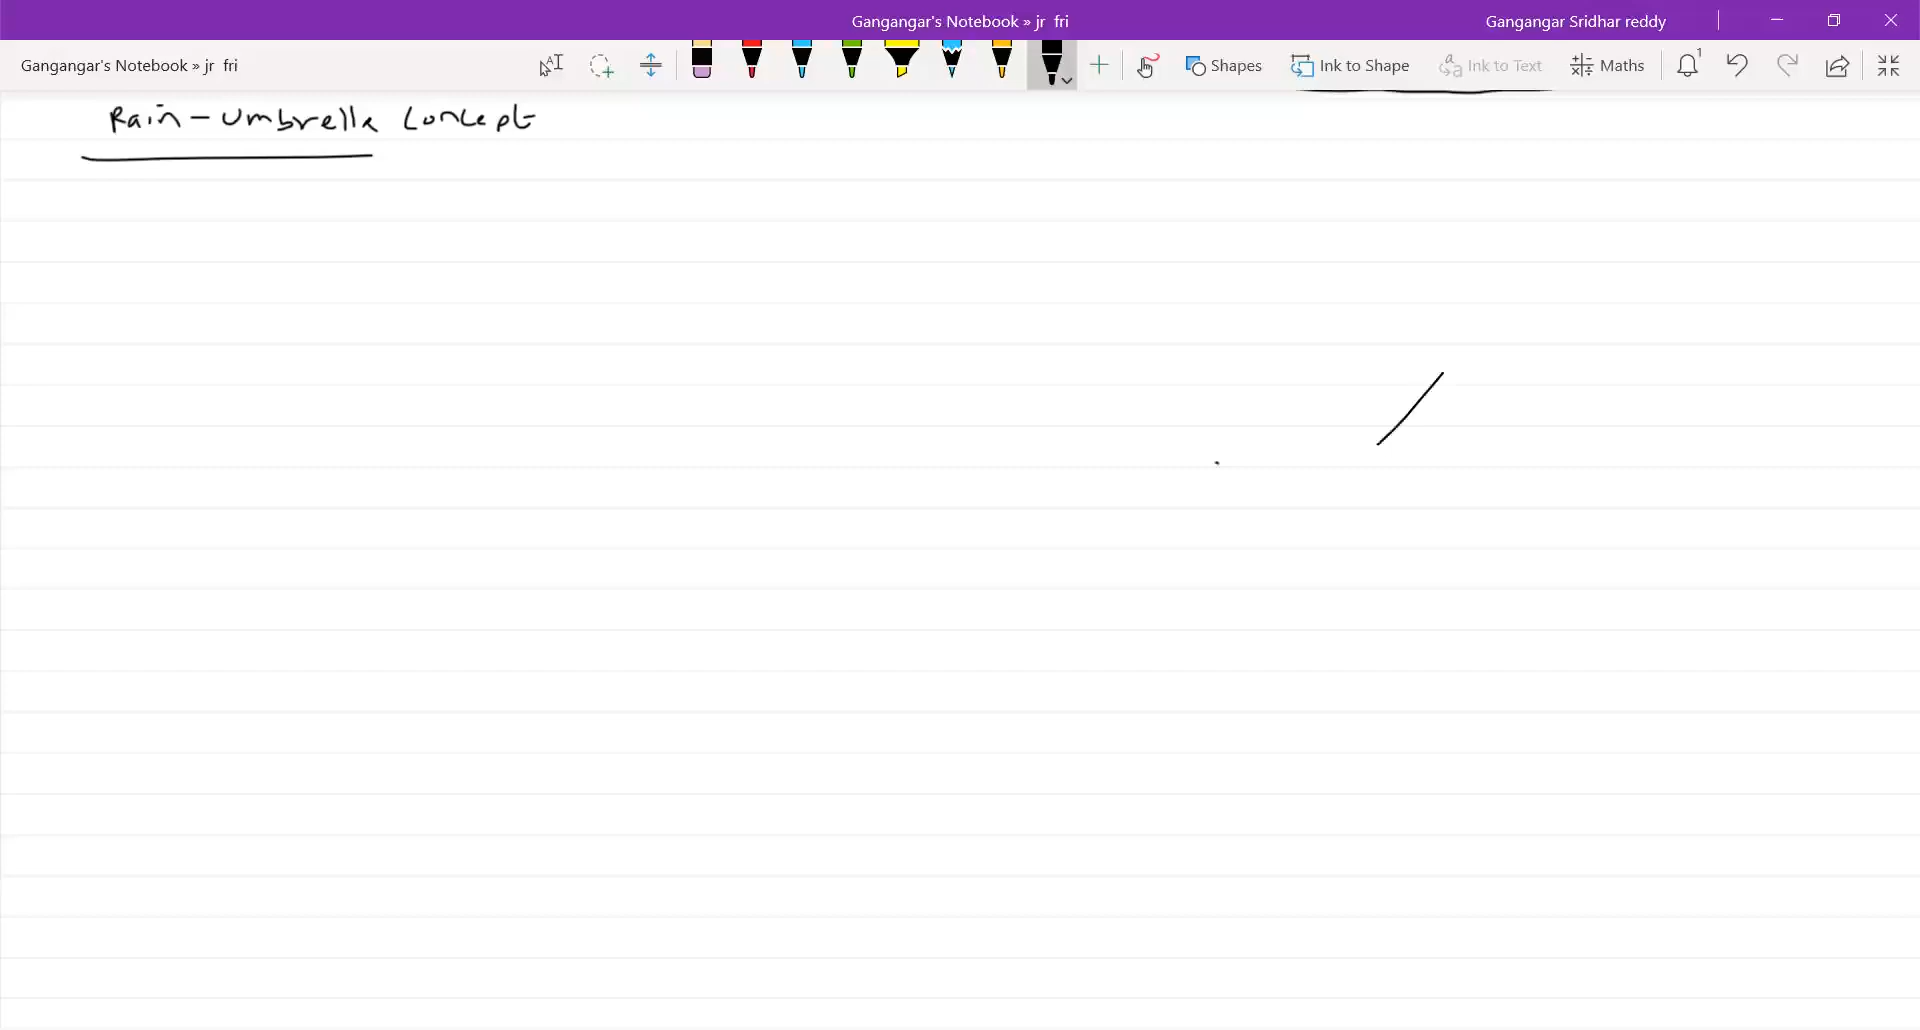 Gangangar's Notebook » jr fri
Gangangar Sridhar reddy
Gangangar's Notebook » jr fri
Shapes
Ink to Shape
Ink to Text
Maths
1
Rain - Umbrella Concept